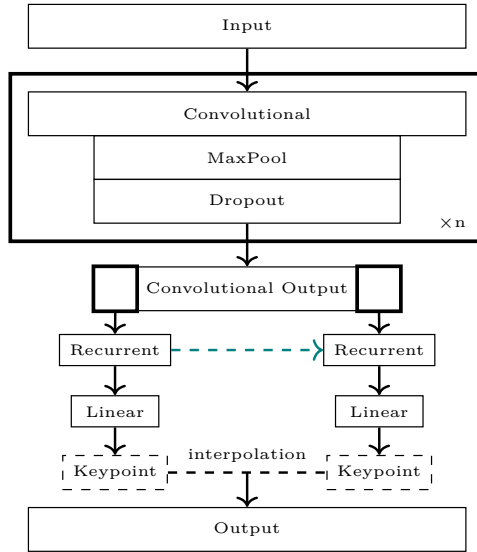 Input
Convolutional
MaxPool
Dropout
×n
Convolutional Output
Recurrent
Recurrent
Linear
Linear
interpolation
Keypoint
Keypoint
Output